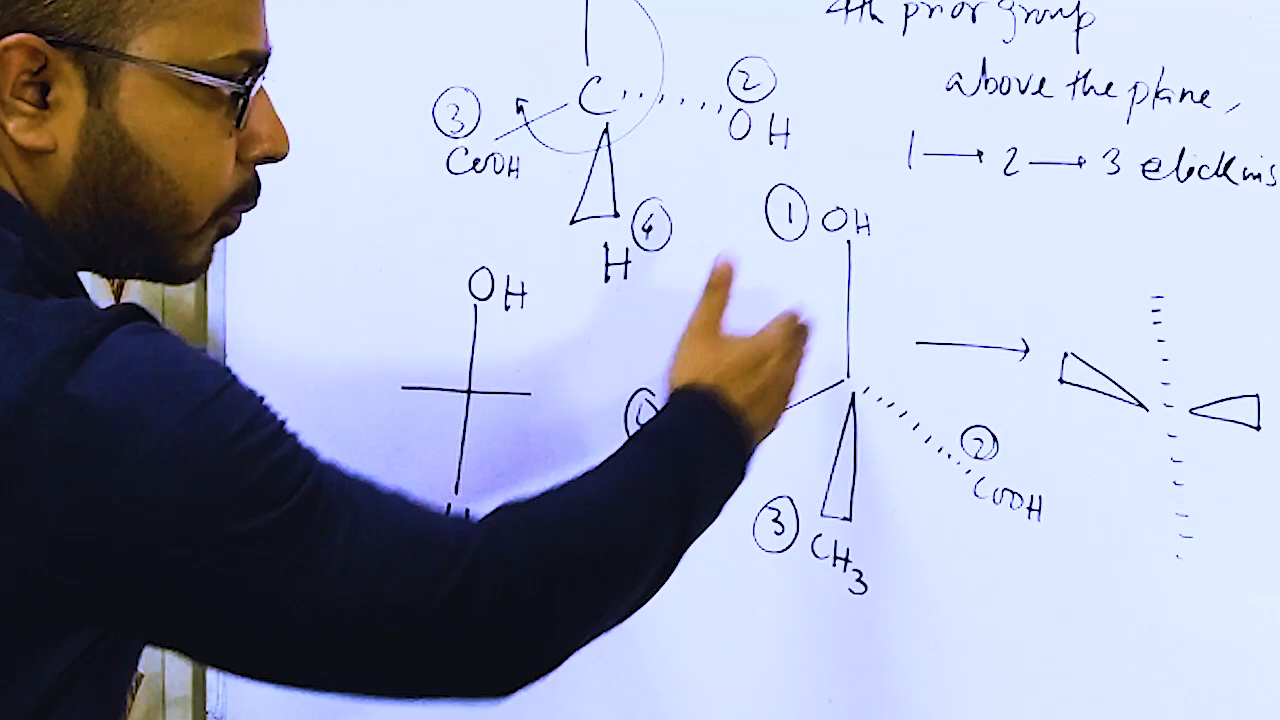 4th prior group
above the plane,
1 → 2 → 3 clockwis
C
②
OH
③
COOH
④
H
①
OH
OH
②
COOH
③
CH3